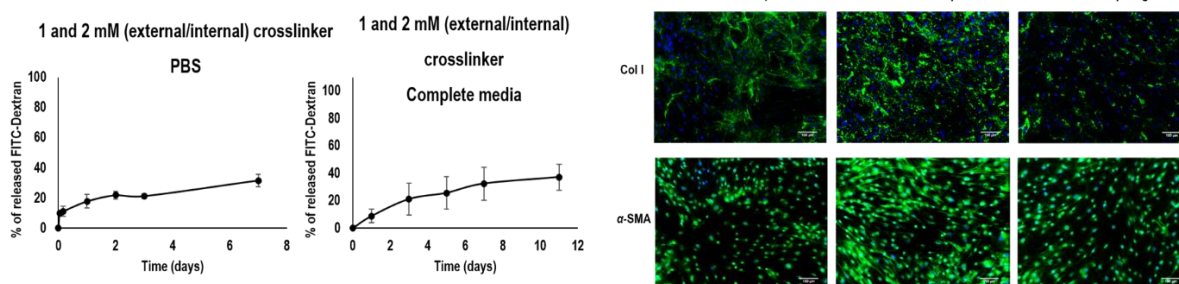 1 and 2 mM (external/internal) crosslinker
PBS
% of released FITC-Dextran
100
80
60
40
20
0
0 2 4 6 8
Time (days)
1 and 2 mM (external/internal)
crosslinker
Complete media
% of released FITC-Dextran
100
80
60
40
20
0
0 2 4 6 8 10 12
Time (days)
Col I
α-SMA